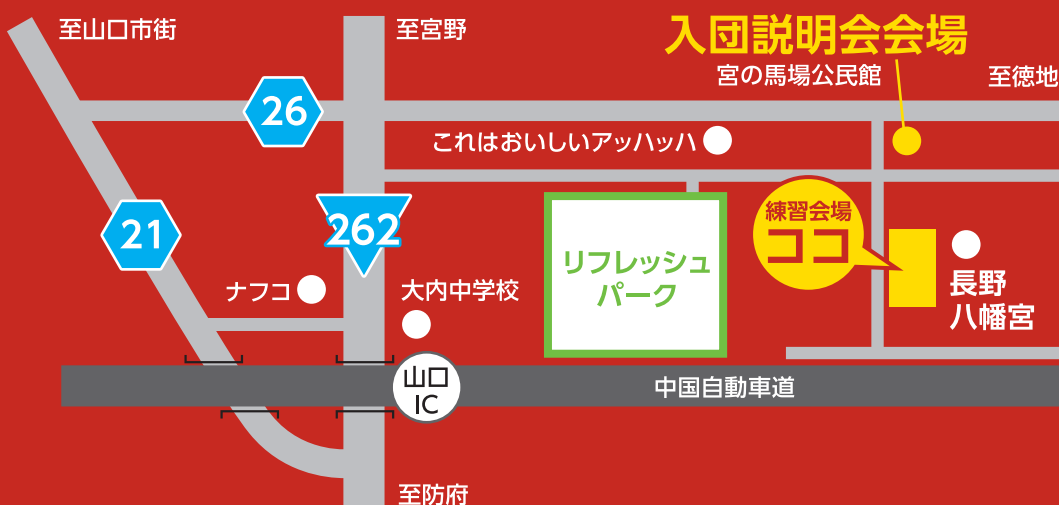 至山口市街
至宮野
入団説明会会場
宮の馬場公民館
至徳地
26
これはおいしいアッハッハ
21
262
練習会場
ココ
リフレッシュ
パーク
長野
八幡宮
ナフコ
大内中学校
山口
IC
中国自動車道
至防府